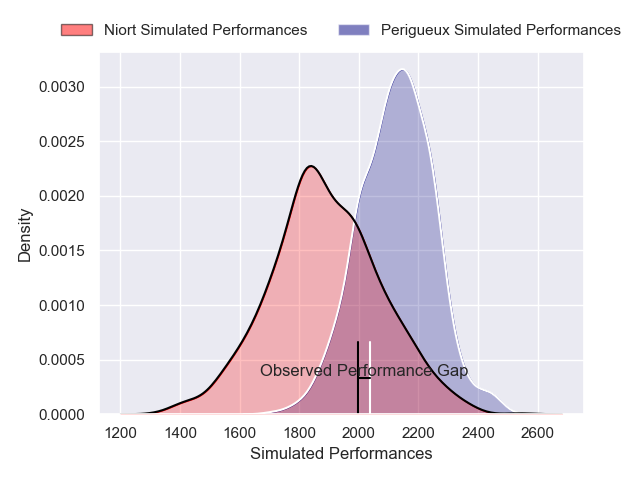 Niort Simulated Performances
Perigueux Simulated Performances
0.0030
0.0025
0.0020
0.0015
0.0010
0.0005
0.0000
Density
Observed Performance Gap
1200 1400 1600 1800 2000 2200 2400 2600
Simulated Performances